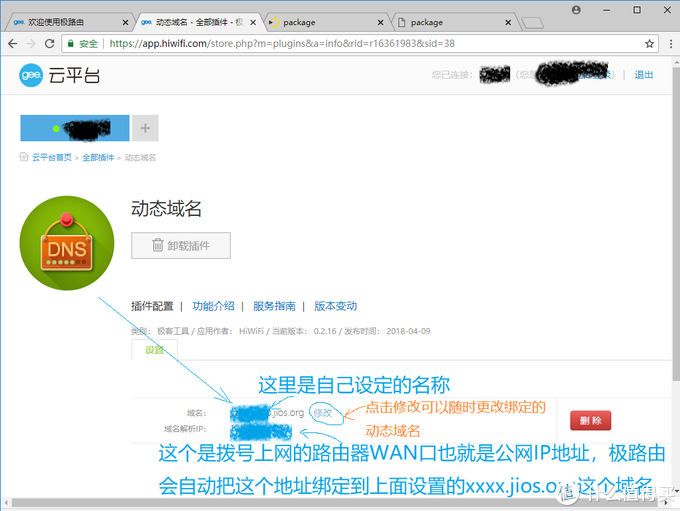 欢迎使用极路由
动态域名 - 全部插件 - 极
package
package
安全 https://app.hiwifi.com/store.php?m=plugins&a=info&rid=r16361983&sid=38
gee. 云平台
您已连接：
退出
云平台首页 > 全部插件 > 动态域名
动态域名
DNS
卸载插件
插件配置 | 功能介绍 | 服务指南 | 版本变动
类别： 极客工具 / 应用作者： HiWiFi / 当前版本： 0.2.16 / 发布时间： 2018-04-09
设置
这里是自己设定的名称
域名： .jios.org 修改
点击修改可以随时更改绑定的
动态域名
删 除
域名解析IP：
这个是拨号上网的路由器WAN口也就是公网IP地址，极路由
会自动把这个地址绑定到上面设置的xxxx.jios.org这个域名
值 什么值得买